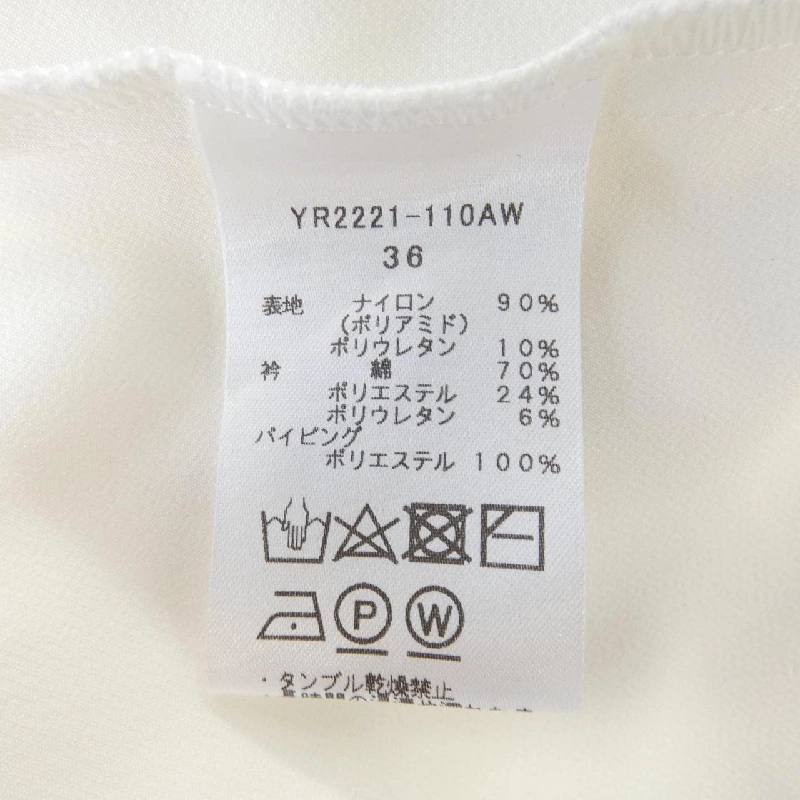 YR2221-110AW
36
表地 ナイロン 90%
(ポリアミド)
ポリウレタン 10%
衿 綿 70%
ポリエステル 24%
ポリウレタン 6%
パイピング
ポリエステル 100%
P W
・タンブル乾燥禁止